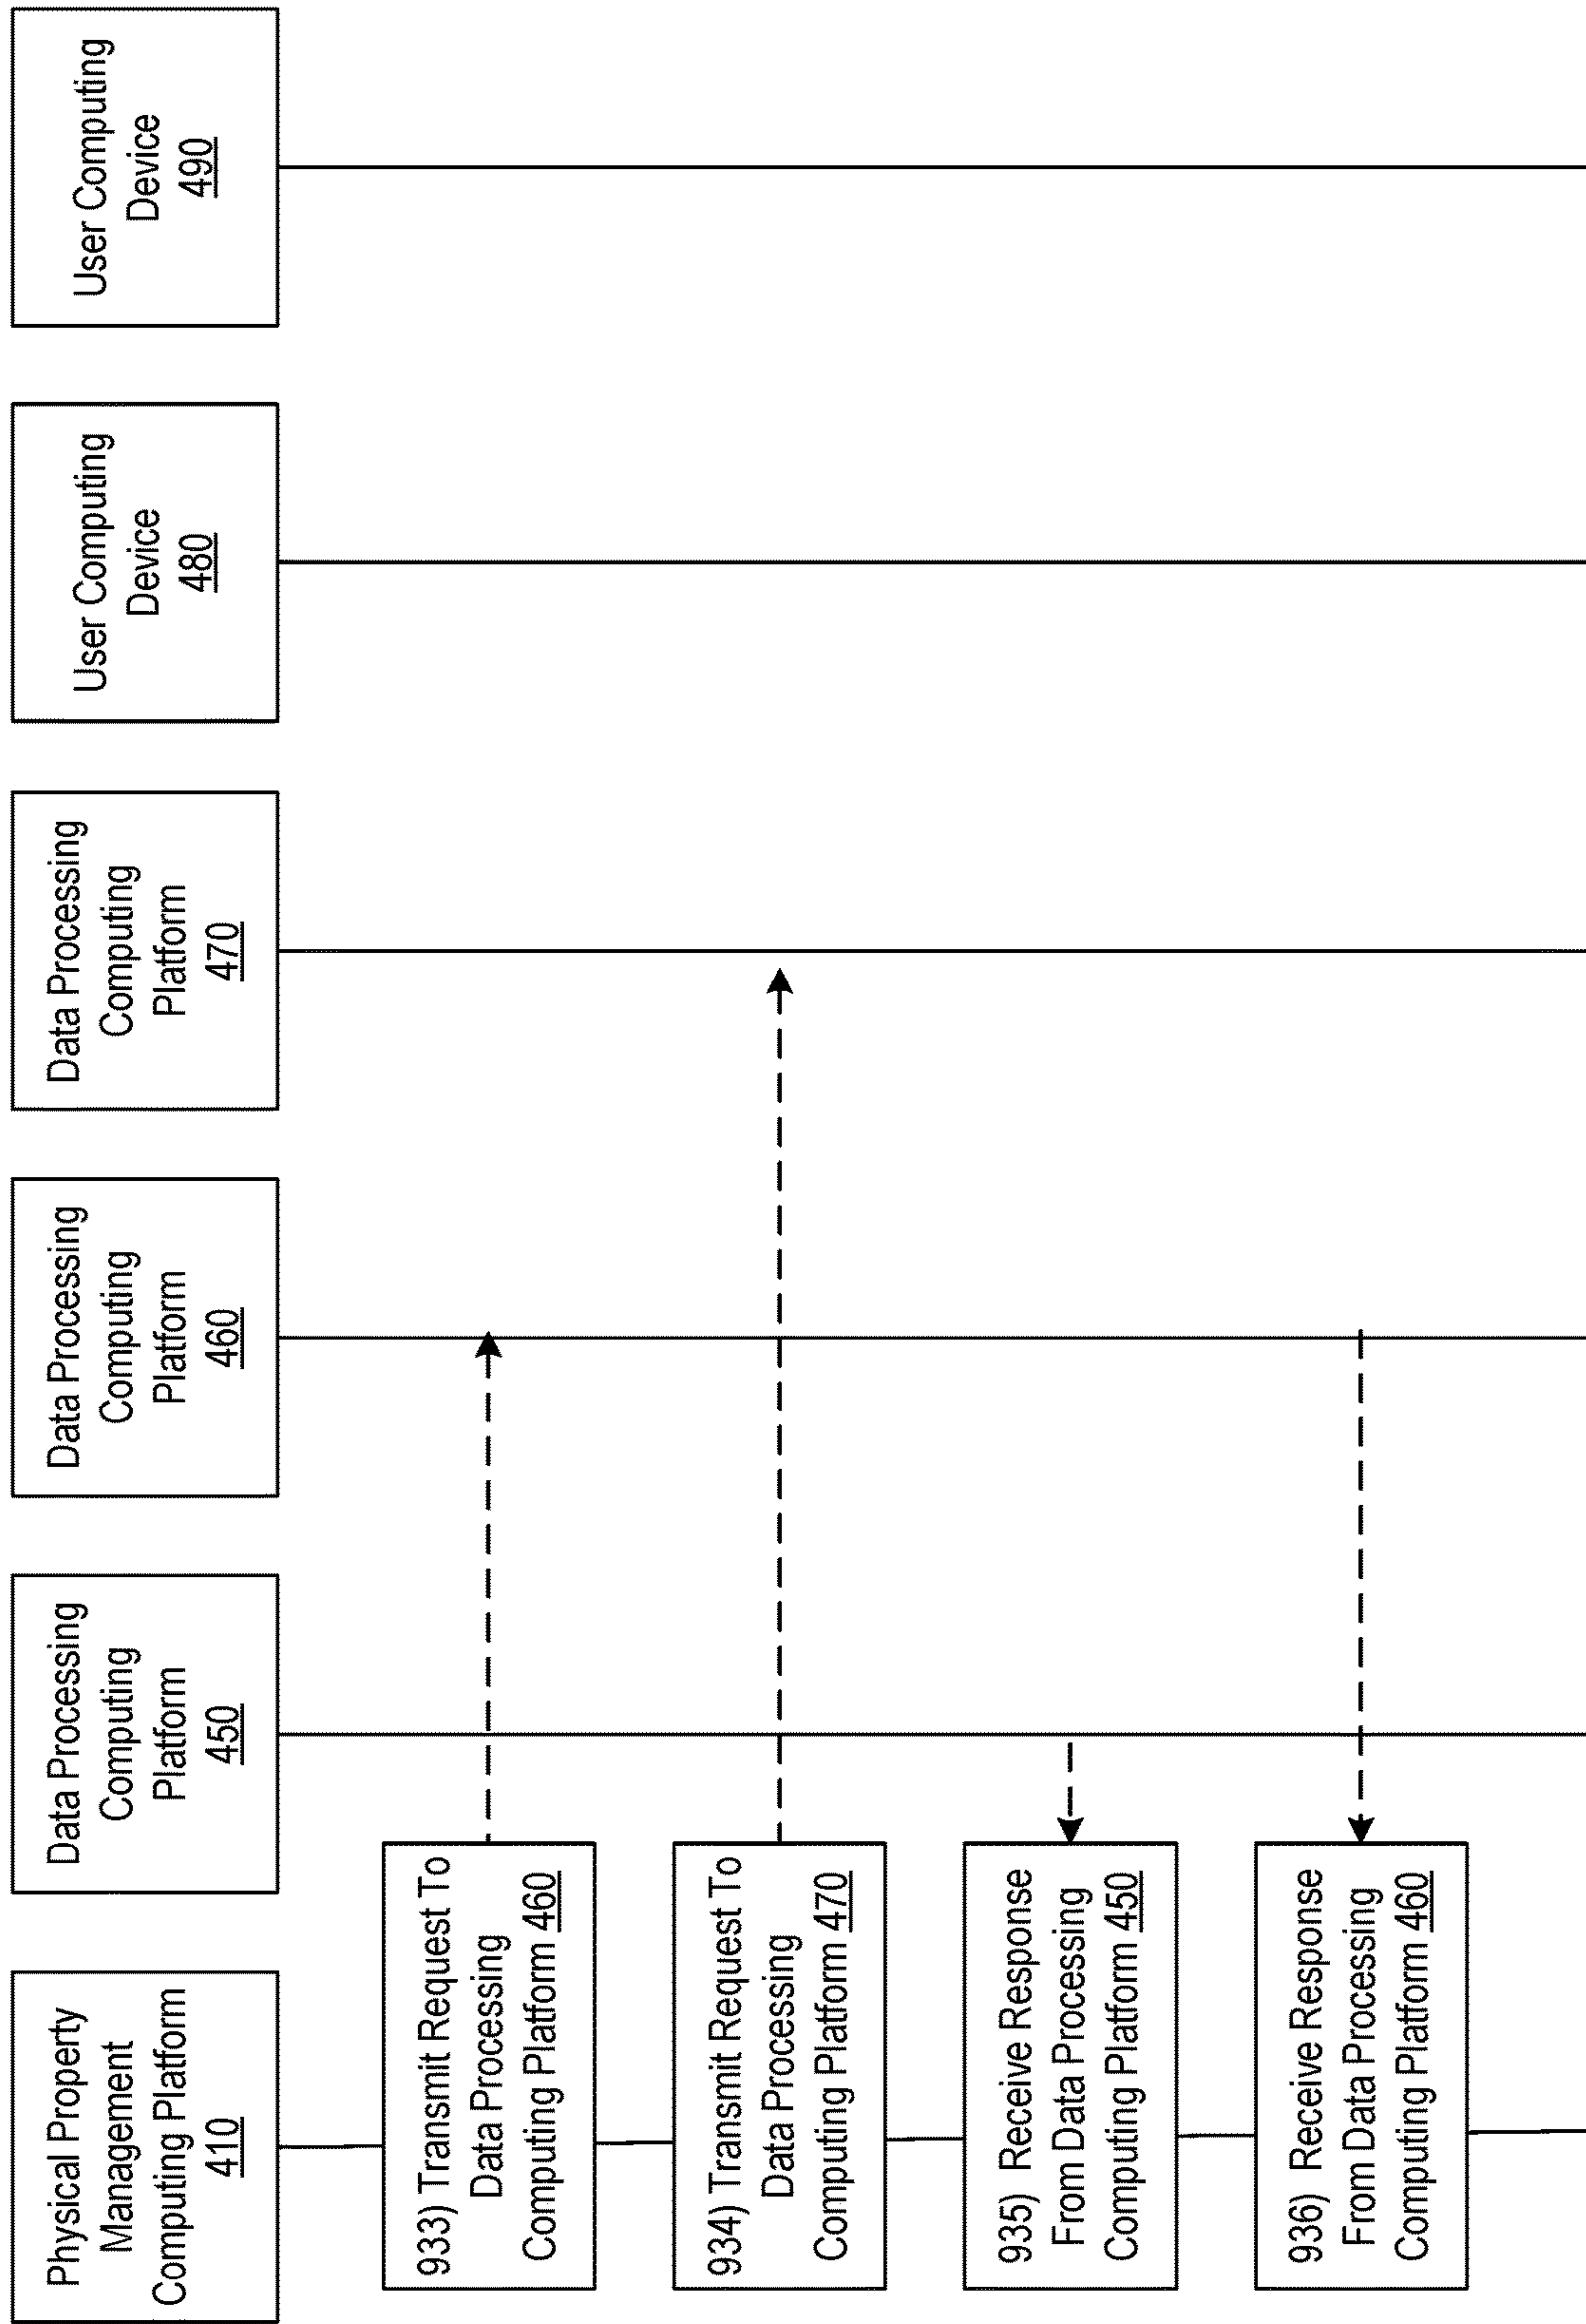 Physical Property
Management
Computing Platform
410
Data Processing
Computing
Platform
450
Data Processing
Computing
Platform
460
Data Processing
Computing
Platform
470
User Computing
Device
480
User Computing
Device
490
933) Transmit Request To
Data Processing
Computing Platform 460
934) Transmit Request To
Data Processing
Computing Platform 470
935) Receive Response
From Data Processing
Computing Platform 450
936) Receive Response
From Data Processing
Computing Platform 460